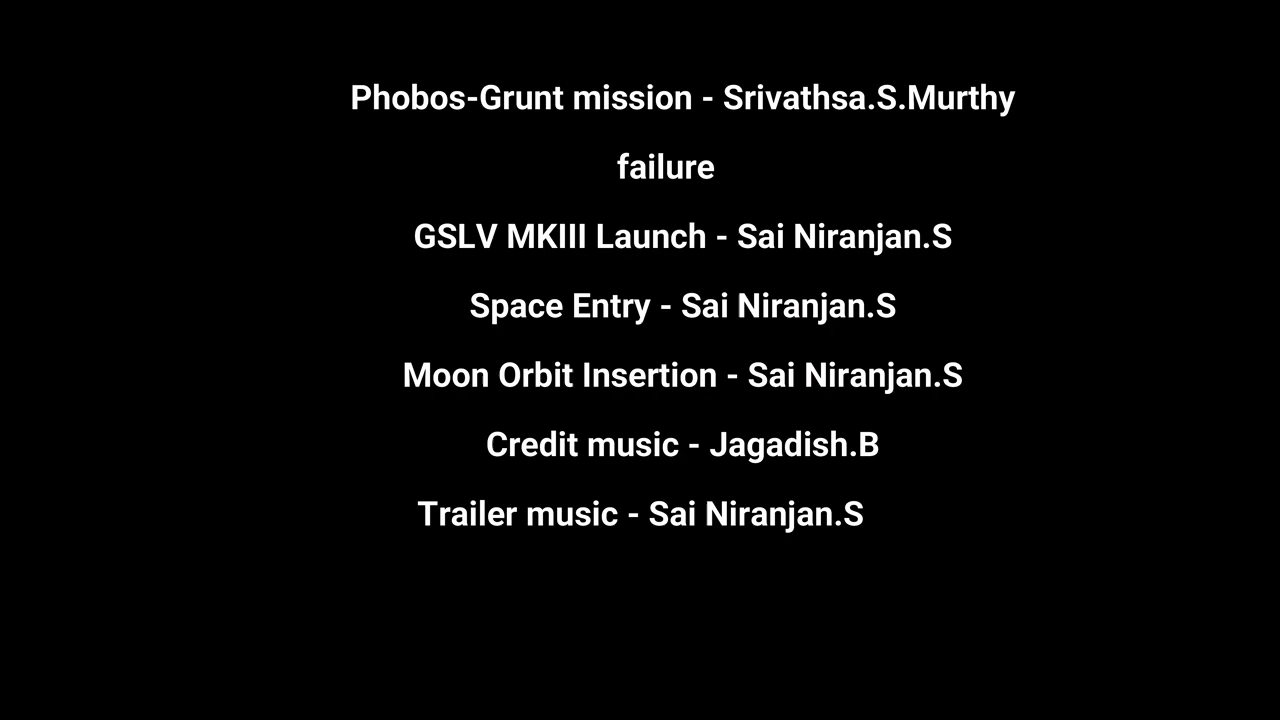 Phobos-Grunt mission - Srivathsa.S.Murthy
failure
GSLV MKIII Launch - Sai Niranjan.S
Space Entry - Sai Niranjan.S
Moon Orbit Insertion - Sai Niranjan.S
Credit music - Jagadish.B
Trailer music - Sai Niranjan.S